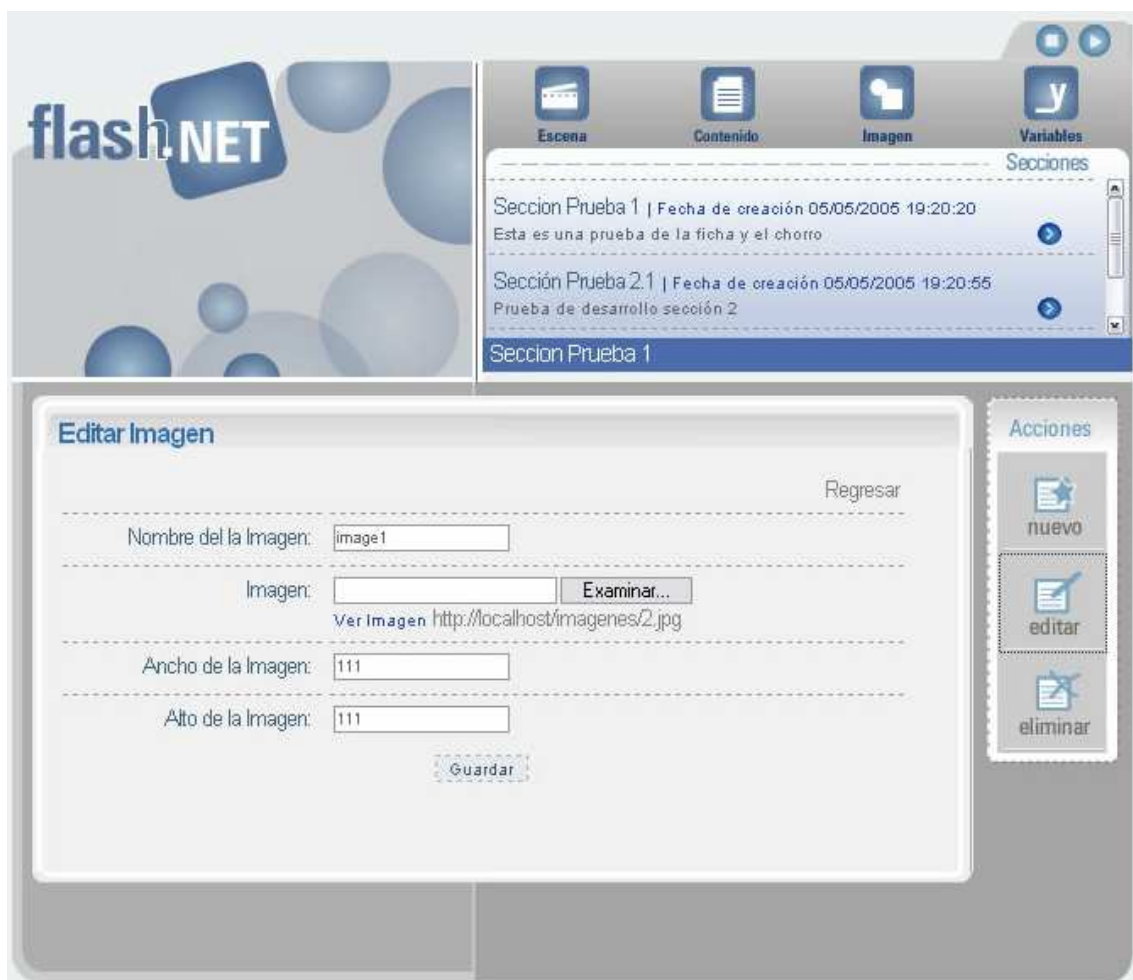 flash.NET
Escena
Contenido
Imagen
_y
Variables
Secciones
Seccion Prueba 1 | Fecha de creación 05/05/2005 19:20:20
Esta es una prueba de la ficha y el chorro
Sección Prueba 2.1 | Fecha de creación 05/05/2005 19:20:55
Prueba de desarrollo sección 2
Seccion Prueba 1
Editar Imagen
Regresar
Nombre del la Imagen: image1
Imagen: Examinar...
Ver Imagen http://localhost/imagenes/2.jpg
Ancho de la Imagen: 111
Alto de la Imagen: 111
Guardar
Acciones
nuevo
editar
eliminar